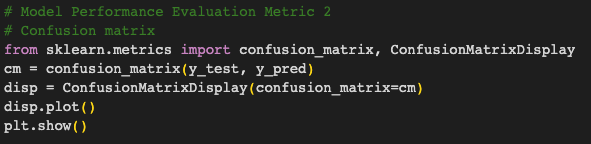 # Model Performance Evaluation Metric 2
# Confusion matrix
from sklearn.metrics import confusion_matrix, ConfusionMatrixDisplay
cm = confusion_matrix(y_test, y_pred)
disp = ConfusionMatrixDisplay(confusion_matrix=cm)
disp.plot()
plt.show()